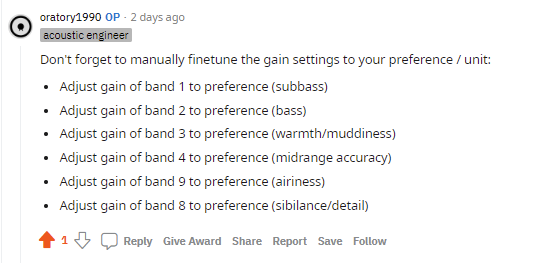 oratory1990 OP · 2 days ago
acoustic engineer
Don't forget to manually finetune the gain settings to your preference / unit:
• Adjust gain of band 1 to preference (subbass)
• Adjust gain of band 2 to preference (bass)
• Adjust gain of band 3 to preference (warmth/muddiness)
• Adjust gain of band 4 to preference (midrange accuracy)
• Adjust gain of band 9 to preference (airiness)
• Adjust gain of band 8 to preference (sibilance/detail)
1 Reply Give Award Share Report Save Follow